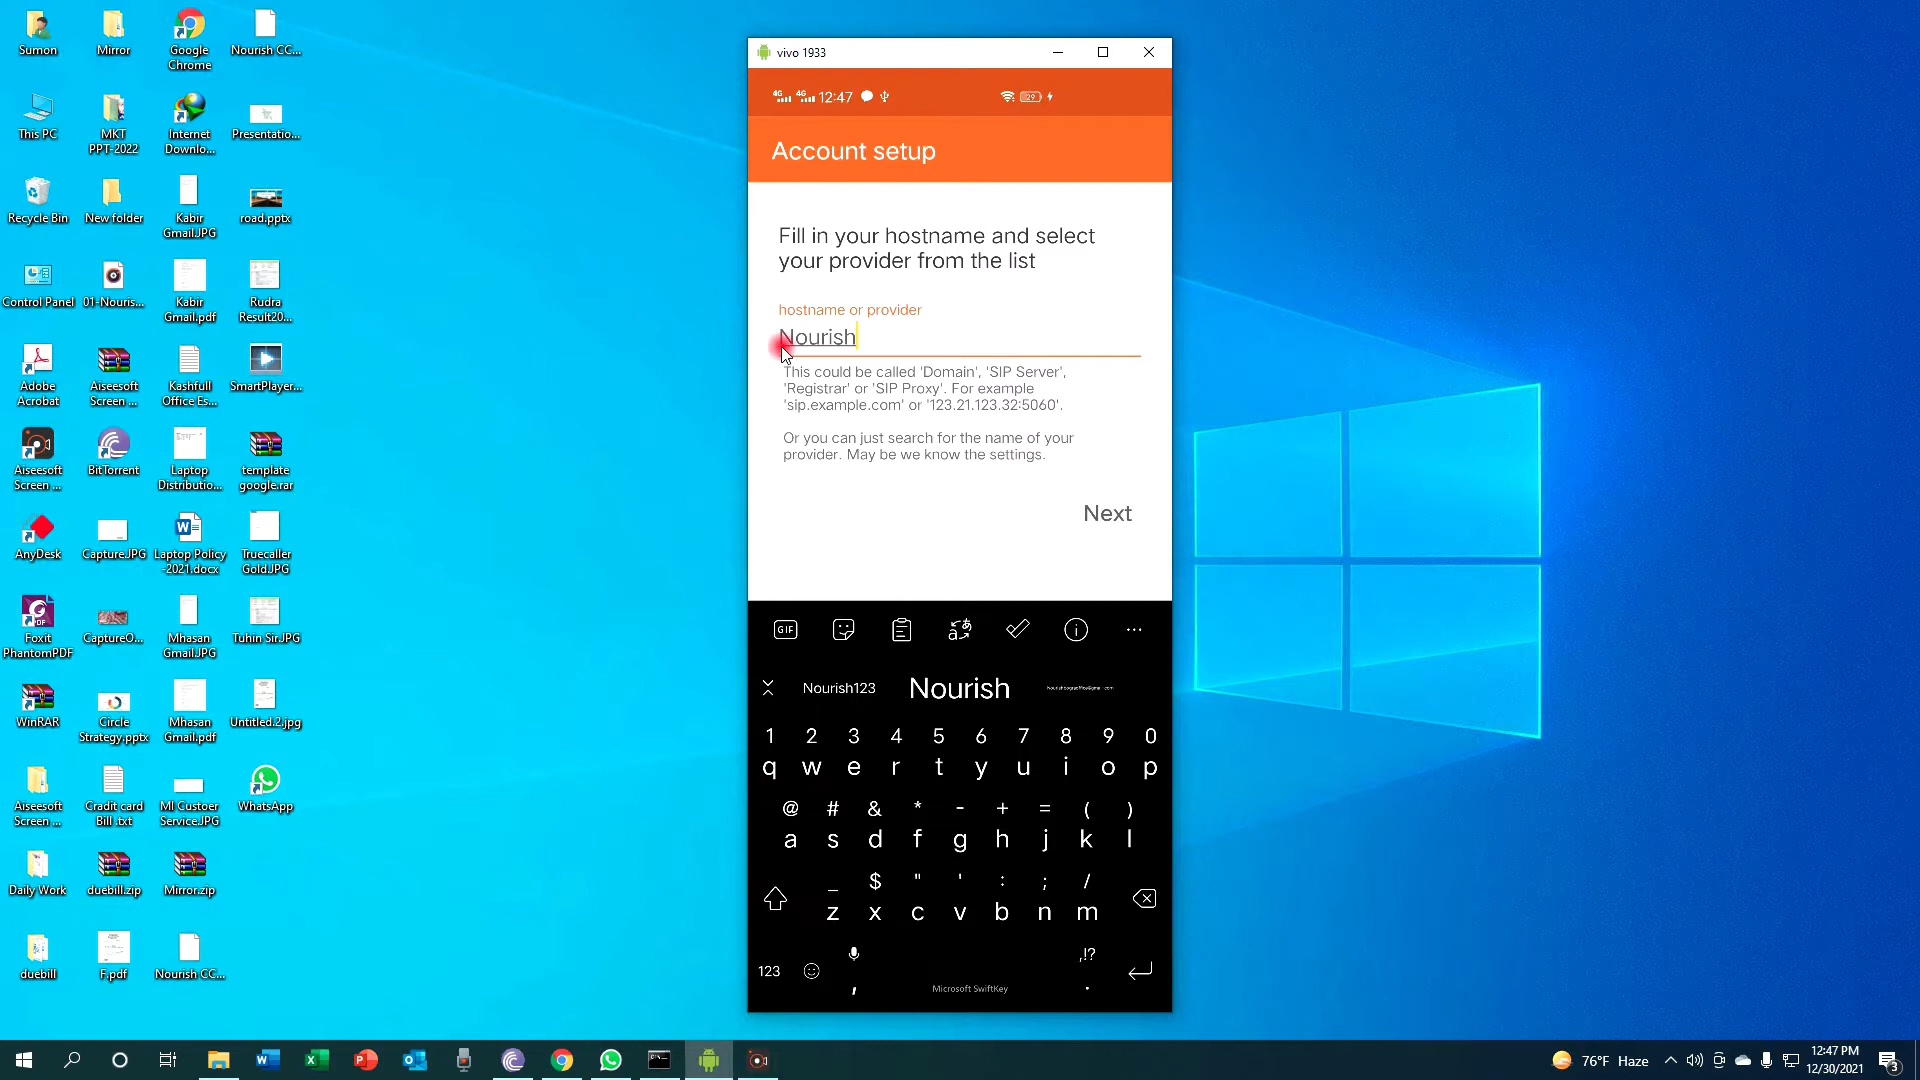 Sumon
Mirror
Google
Chrome
Nourish CC...
This PC
MKT
PPT-2022
Internet
Downlo...
Presentatio...
Recycle Bin
New folder
Kabir
Gmail.JPG
road.pptx
Control Panel
01-Nouris...
Kabir
Gmail.pdf
Rudra
Result20...
Adobe
Acrobat
Aiseesoft
Screen ...
Kashfull
Office Es...
SmartPlayer...
Aiseesoft
Screen ...
BitTorrent
Laptop
Distributio...
template
google.rar
AnyDesk
Capture.JPG
Laptop Policy
-2021.docx
Truecaller
Gold.JPG
Foxit
PhantomPDF
CaptureO...
Mhasan
Gmail.JPG
Tuhin Sir.JPG
WinRAR
Circle
Strategy.pptx
Mhasan
Gmail.pdf
Untitled.2.jpg
Aiseesoft
Screen ...
Cradit card
Bill .txt
MI Custoer
Service.JPG
WhatsApp
Daily Work
duebill.zip
Mirror.zip
duebill
F.pdf
Nourish CC...
vivo 1933
4G 4G 12:47
29
Account setup
Fill in your hostname and select
your provider from the list
hostname or provider
Nourish
This could be called 'Domain', 'SIP Server',
'Registrar' or 'SIP Proxy'. For example
'sip.example.com' or '123.21.123.32:5060'.
Or you can just search for the name of your
provider. May be we know the settings.
Next
GIF
Nourish123 Nourish
1 2 3 4 5 6 7 8 9 0
q w e r t y u i o p
@ # & * - + = ( )
a s d f g h j k l
_ $ " ' : ; /
z x c v b n m
,!?
123
, Microsoft SwiftKey .
76°F Haze
12:47 PM
12/30/2021
3